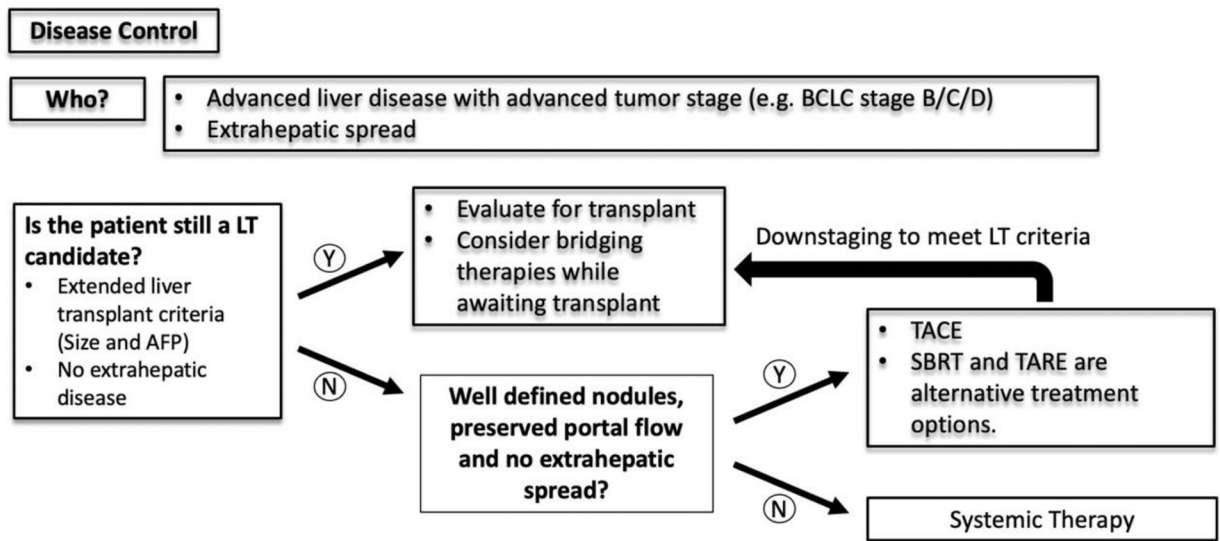 Disease Control
Who?
• Advanced liver disease with advanced tumor stage (e.g. BCLC stage B/C/D)
• Extrahepatic spread
Is the patient still a LT
candidate?
• Extended liver
transplant criteria
(Size and AFP)
• No extrahepatic
disease
Y
N
• Evaluate for transplant
• Consider bridging
therapies while
awaiting transplant
Downstaging to meet LT criteria
Well defined nodules,
preserved portal flow
and no extrahepatic
spread?
Y
N
• TACE
• SBRT and TARE are
alternative treatment
options.
Systemic Therapy